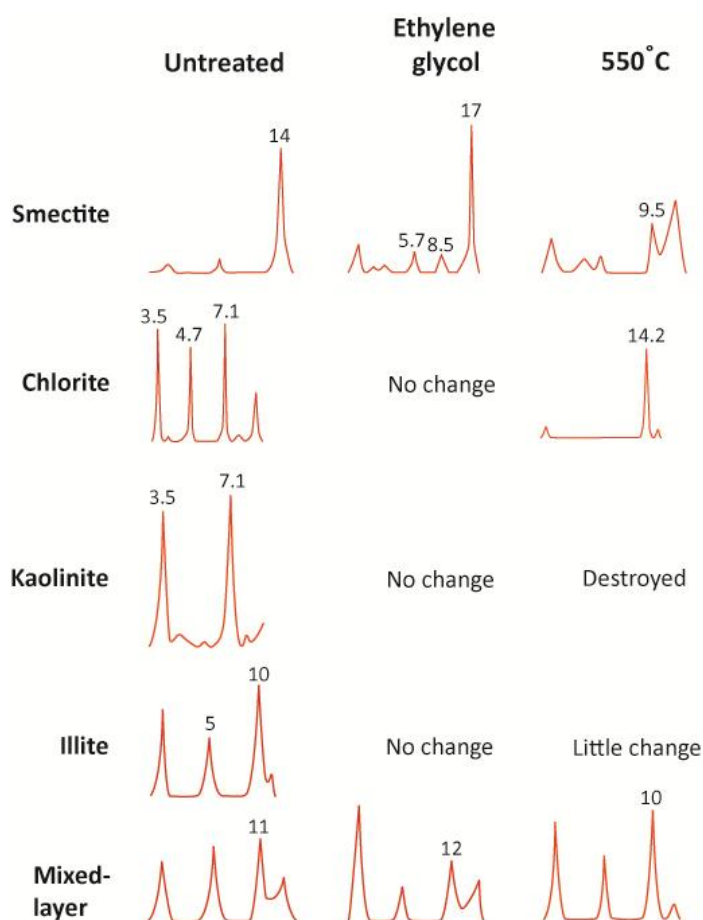 Untreated
Ethylene
glycol
550°C
Smectite
14
17
5.7
8.5
9.5
Chlorite
3.5
4.7
7.1
No change
14.2
Kaolinite
3.5
7.1
No change
Destroyed
Illite
5
10
No change
Little change
Mixed-
layer
11
12
10